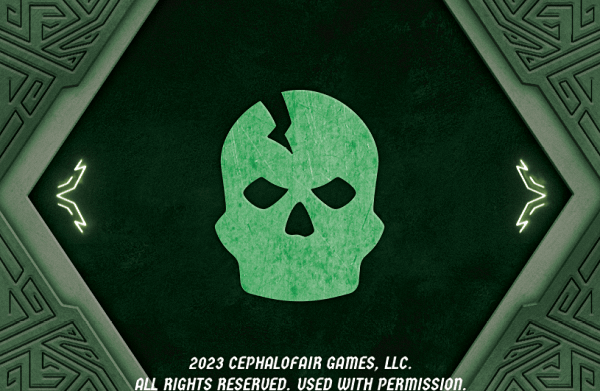 2023 CEPHALOFAIR GAMES, LLC.
ALL RIGHTS RESERVED. USED WITH PERMISSION.